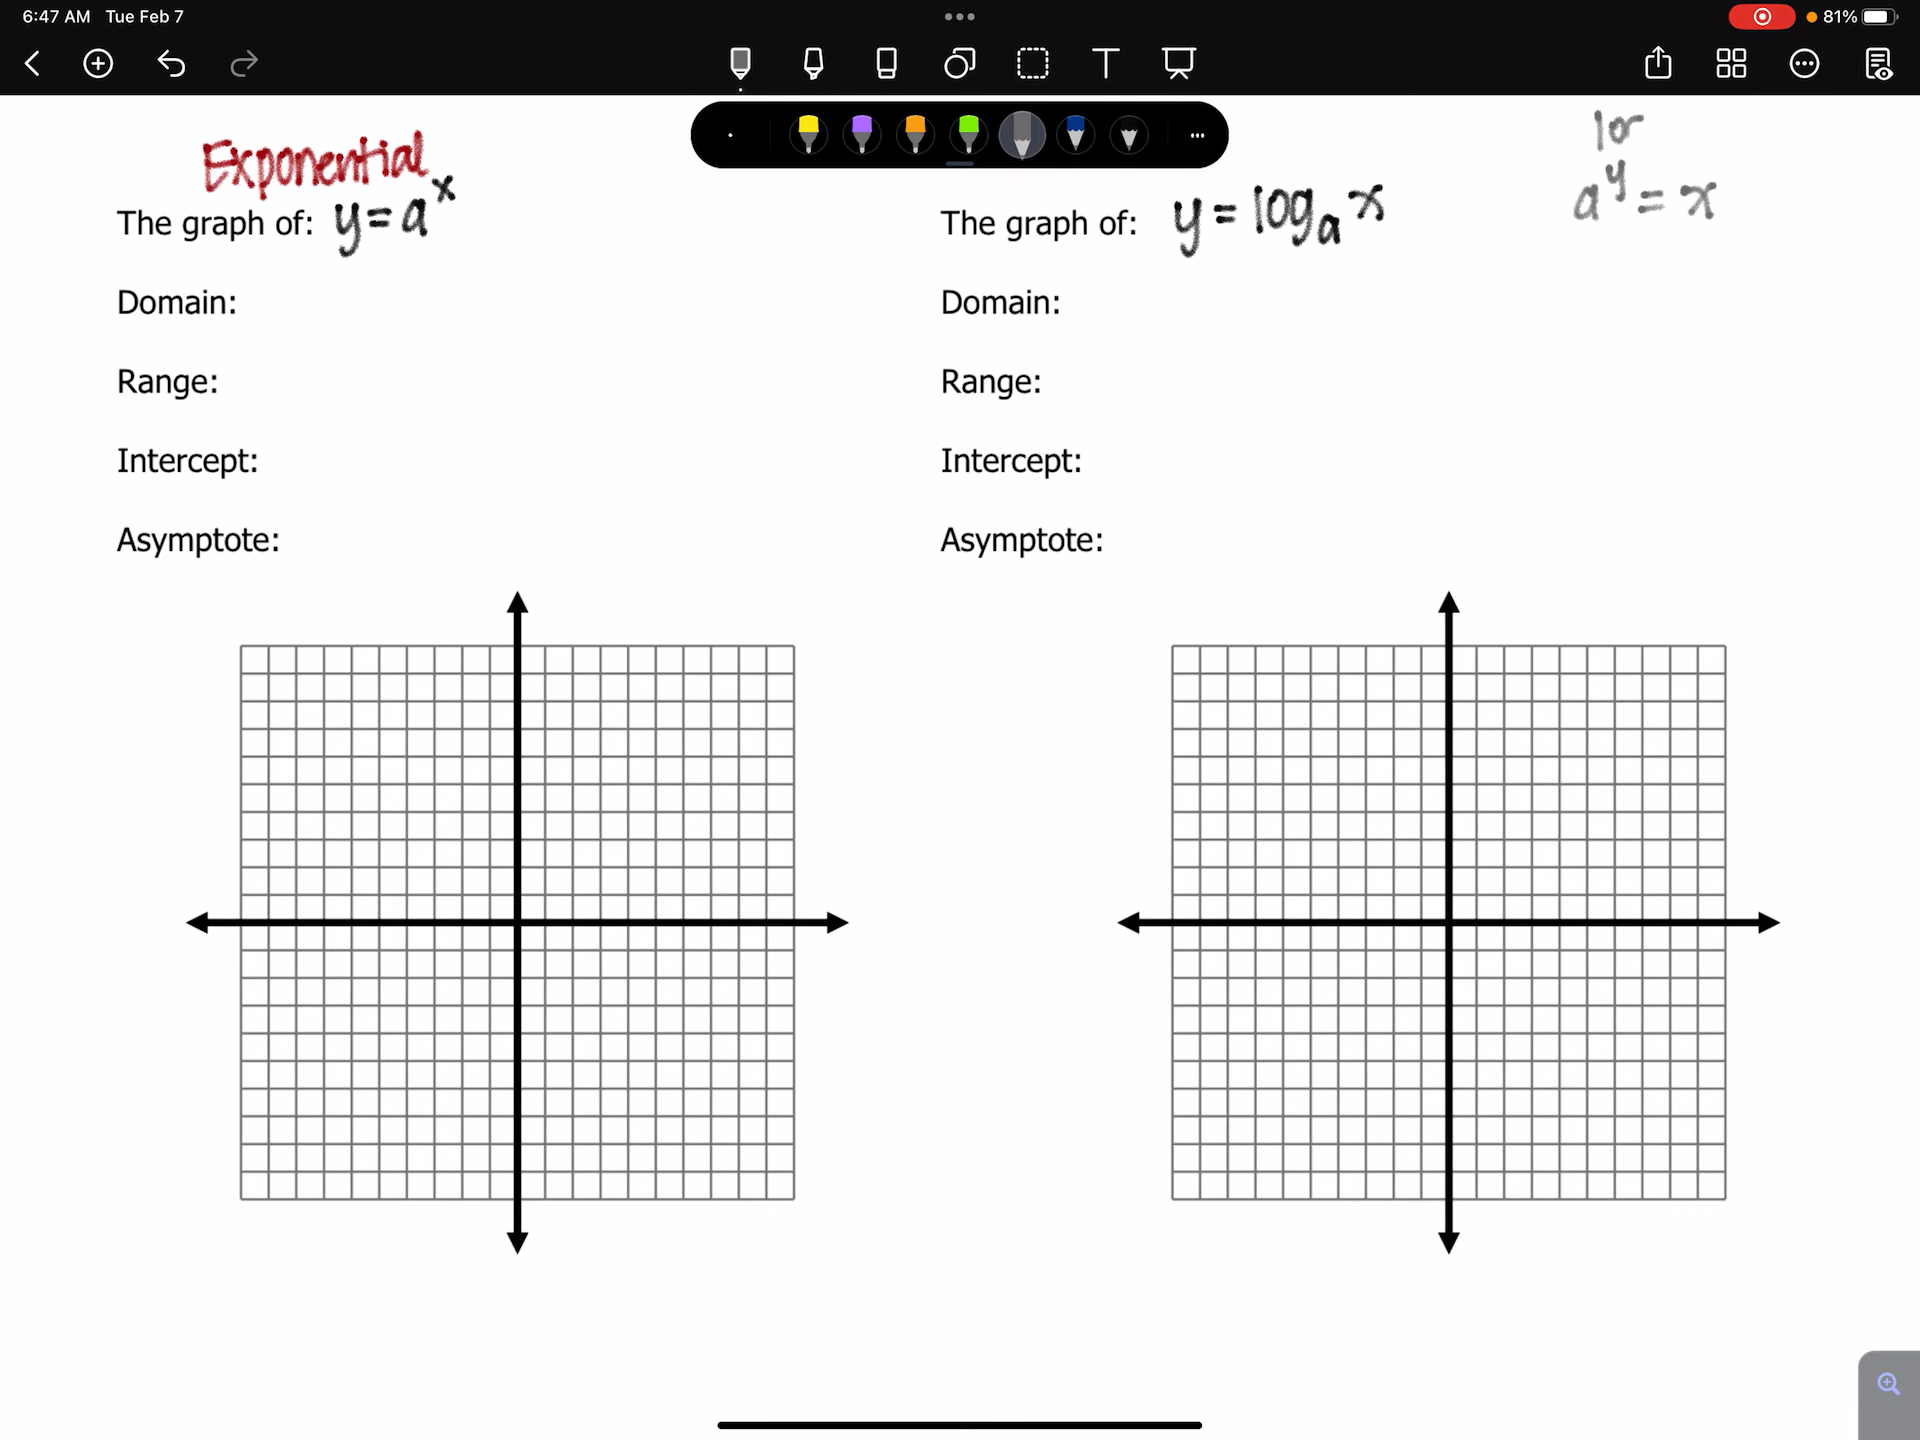 6:47 AM Tue Feb 7
81%
Exponential
The graph of: y = a^x
Domain:
Range:
Intercept:
Asymptote:
The graph of: y = log_a x
Domain:
Range:
Intercept:
Asymptote:
a^y = x